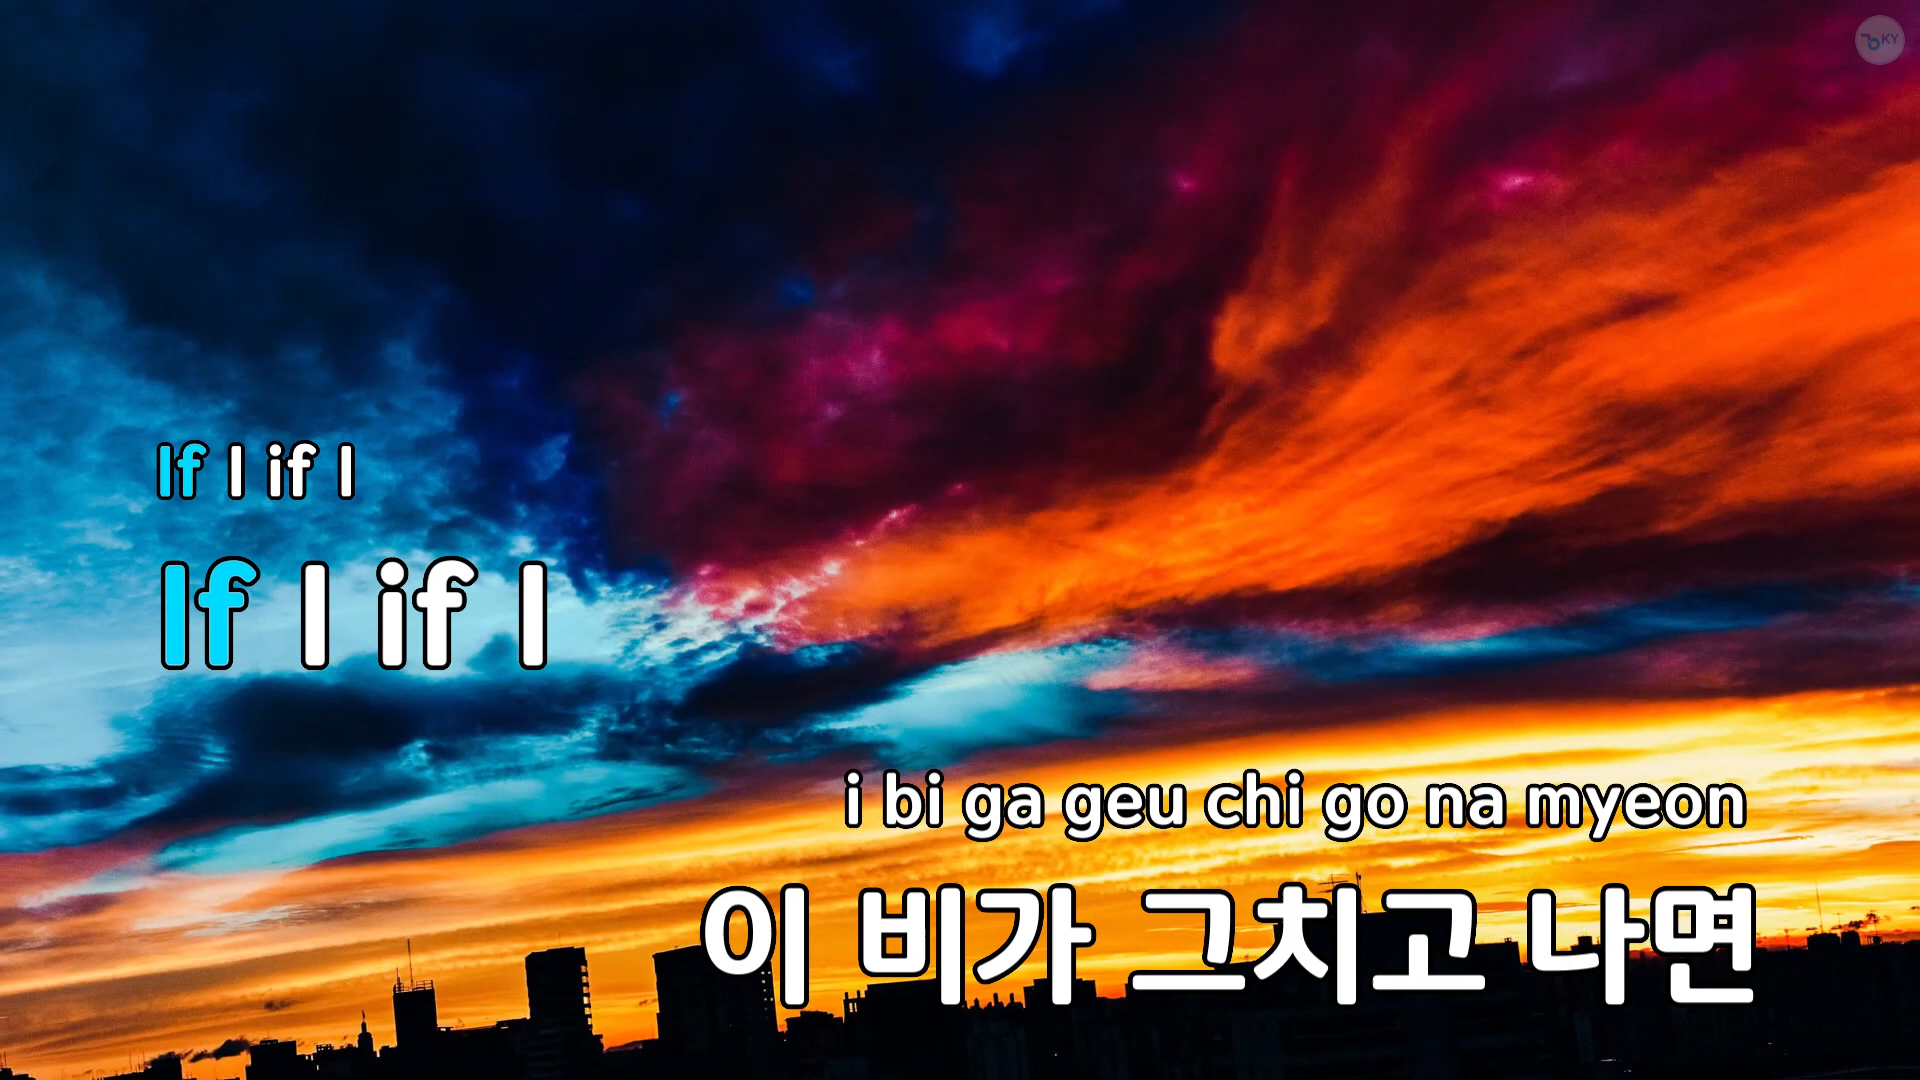 KY
If I if I
If I if I
i bi ga geu chi go na myeon
이 비가 그치고 나면